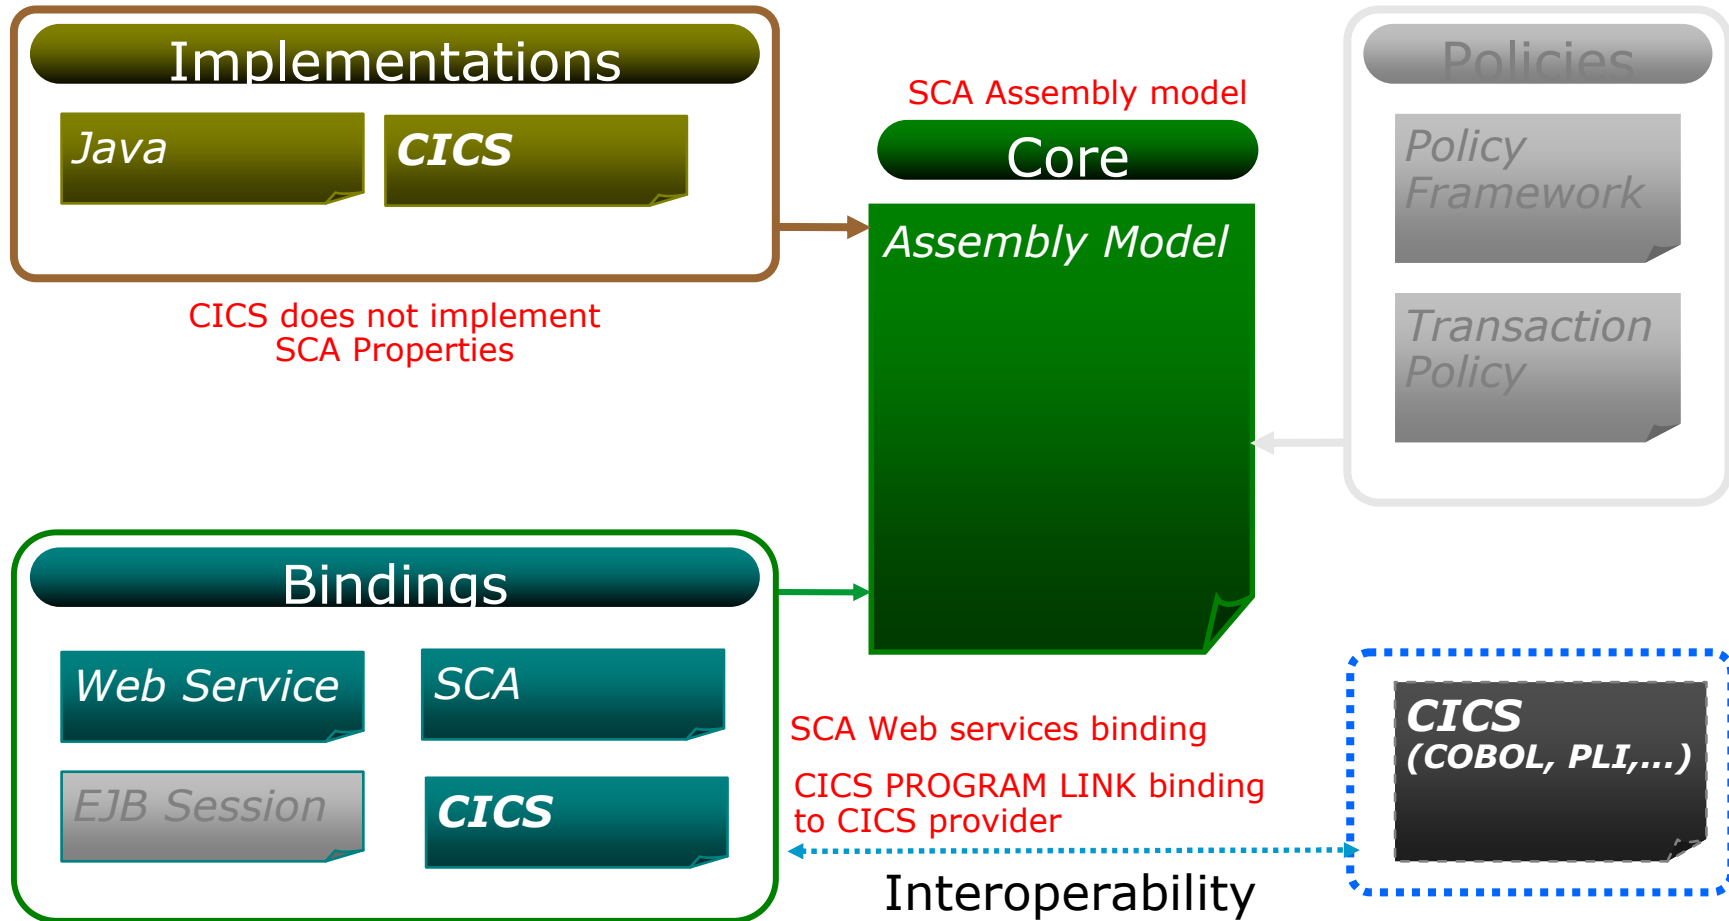 Implementations
Java
CICS
CICS does not implement
SCA Properties
SCA Assembly model
Core
Assembly Model
Policies
Policy
Framework
Transaction
Policy
Bindings
Web Service
SCA
EJB Session
CICS
SCA Web services binding
CICS PROGRAM LINK binding
to CICS provider
Interoperability
CICS
(COBOL, PLI,...)